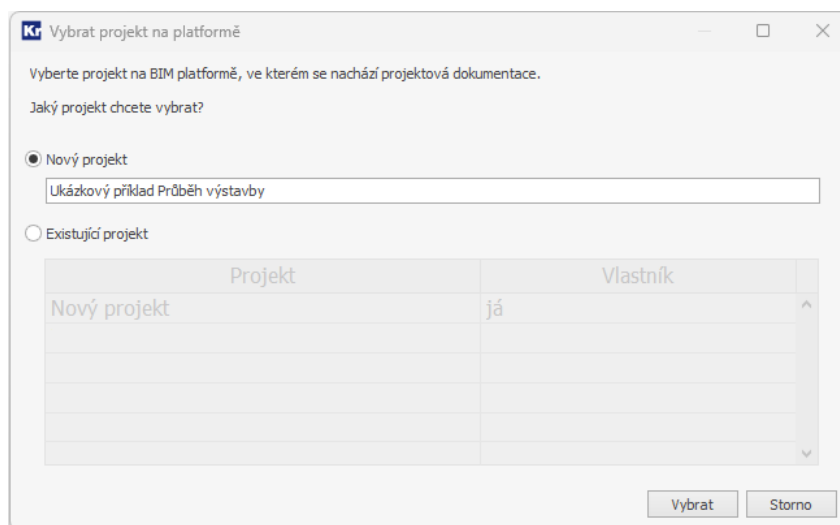 Kr Vybrat projekt na platformě
Vyberte projekt na BIM platformě, ve kterém se nachází projektová dokumentace.
Jaký projekt chcete vybrat?
Nový projekt
Ukázkový příklad Průběh výstavby
Existující projekt
Projekt Vlastník
Nový projekt já
Vybrat Storno